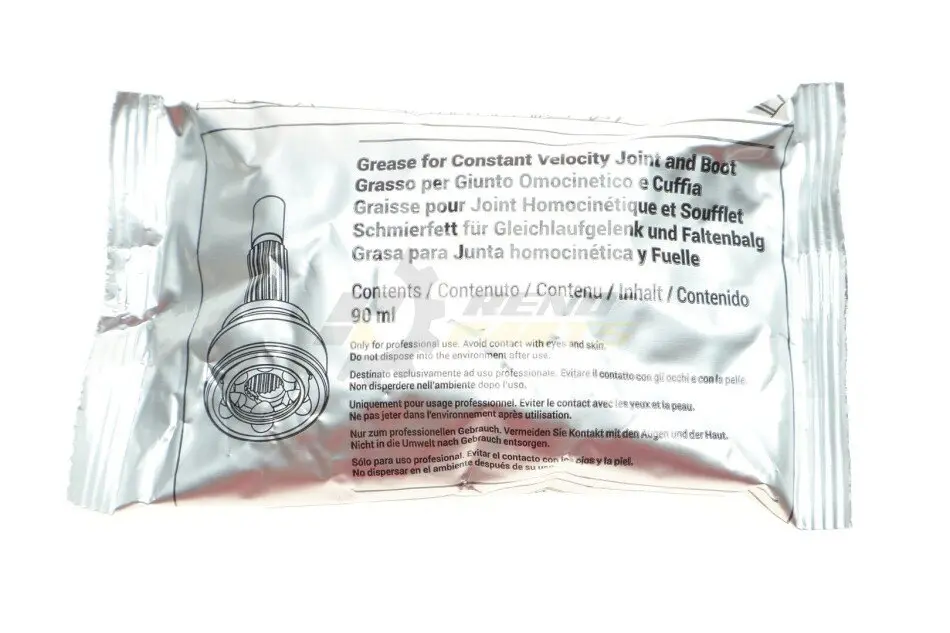 Grease for Constant Velocity Joint and Boot
Grasso per Giunto Omocinetico e Cuffia
Graisse pour Joint Homocinétique et Soufflet
Schmierfett für Gleichlaufgelenk und Faltenbalg
Grasa para Junta homocinética y Fuelle
Contents / Contenuto / Contenu / Inhalt / Contenido
90 ml
Only for professional use. Avoid contact with eyes and skin.
Do not dispose into the environment after use.
Destinato esclusivamente ad uso professionale. Evitare il contatto con gli occhi e con la pelle.
Non disperdere nell'ambiente dopo l'uso.
Uniquement pour usage professionnel. Eviter le contact avec les yeux et la peau.
Ne pas jeter dans l'environnement après utilisation.
Nur zum professionellen Gebrauch. Vermeiden Sie Kontakt mit den Augen und der Haut.
Nicht in die Umwelt nach Gebrauch entsorgen.
Sólo para uso profesional. Evitar el contacto con los ojos y la piel.
No dispersar en el ambiente después de su